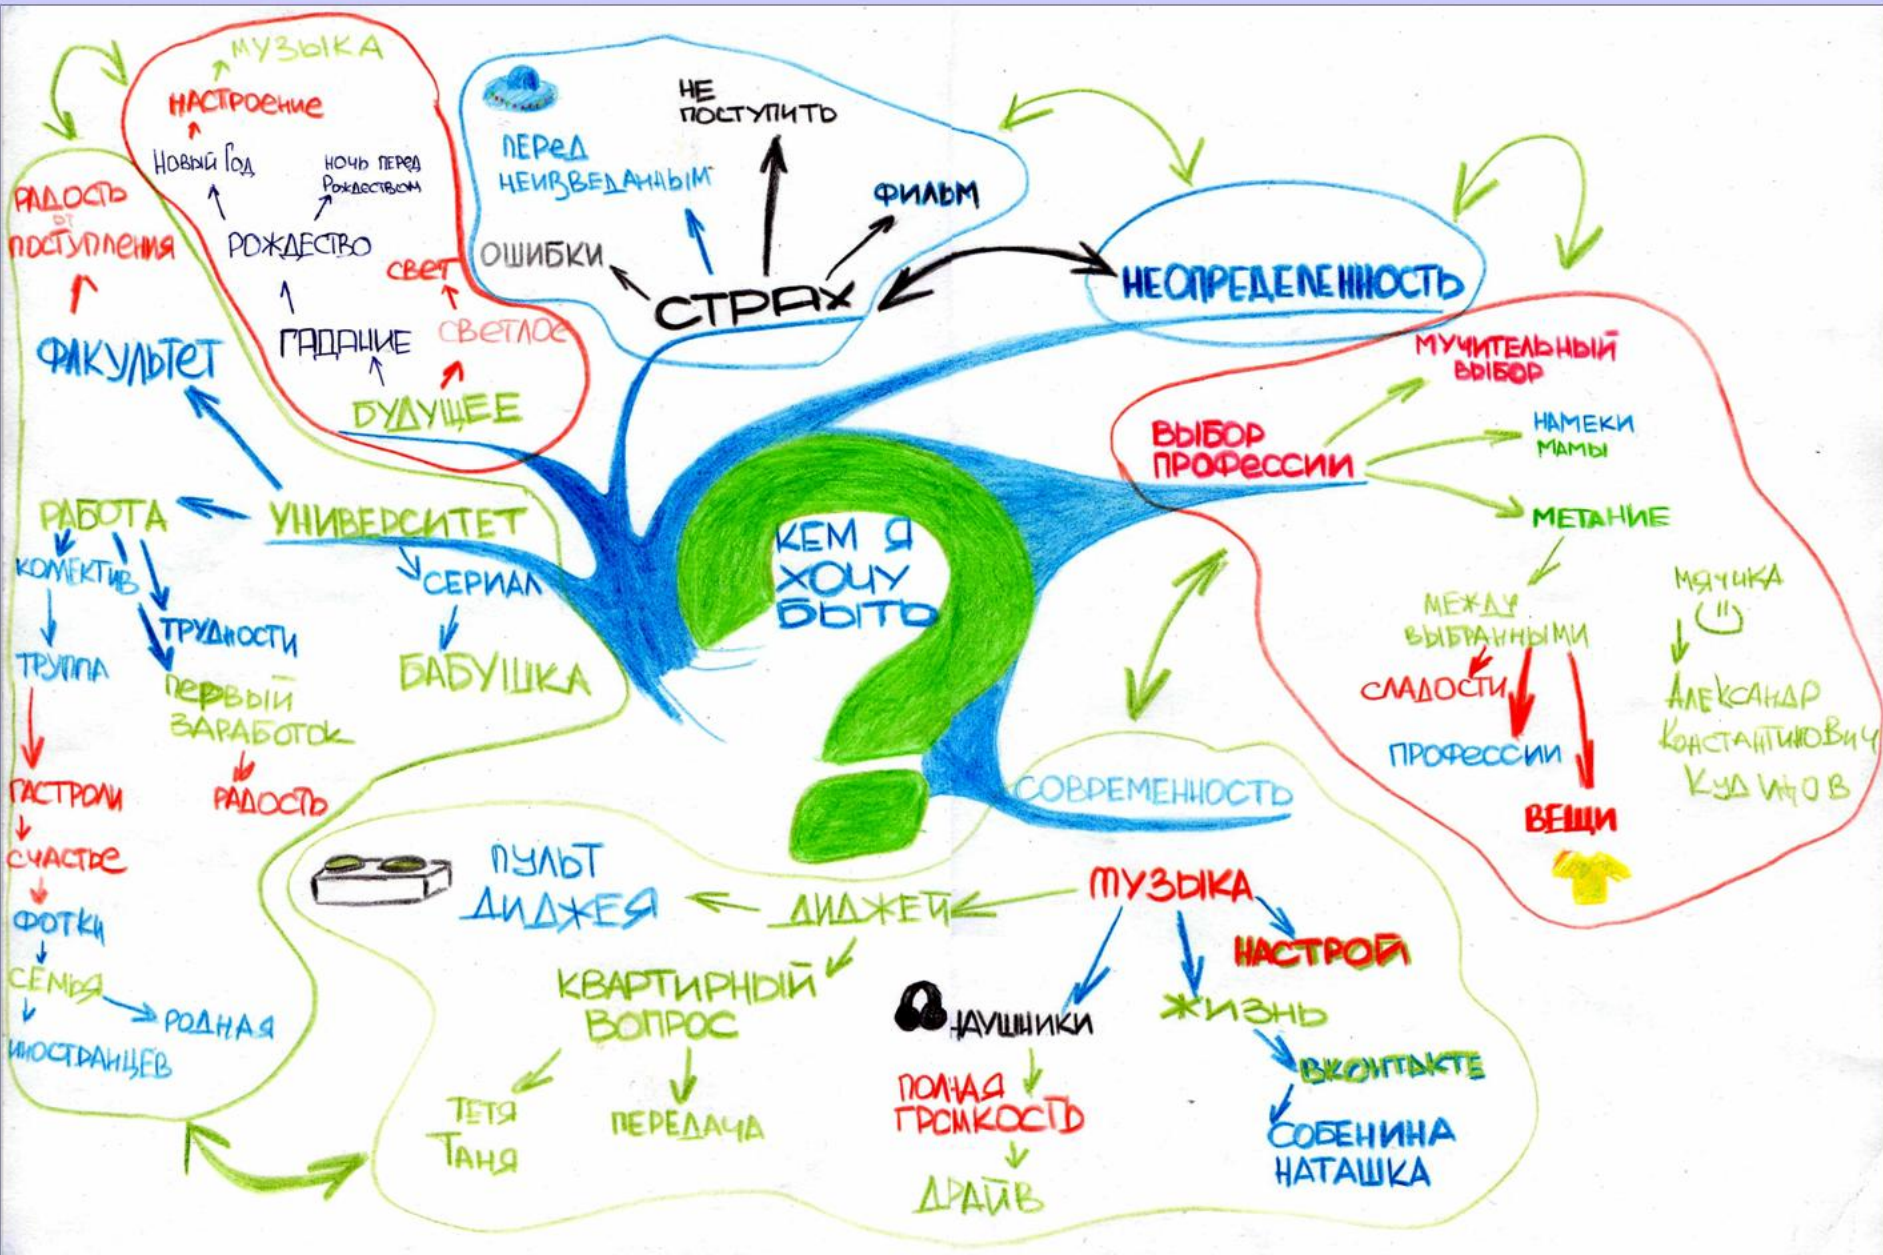 КЕМ Я
ХОЧУ
БЫТЬ
МУЗЫКА
НАСТРОЕНИЕ
НОВЫЙ ГОД
НОЧЬ ПЕРЕД
РОЖДЕСТВОМ
РОЖДЕСТВО
СВЕТ
ГАДАНИЕ
СВЕТЛОЕ
БУДУЩЕЕ
НЕ
ПОСТУПИТЬ
ПЕРЕД
НЕИЗВЕДАННЫМ
ФИЛЬМ
ОШИБКИ
СТРАХ
НЕОПРЕДЕЛЕННОСТЬ
МУЧИТЕЛЬНЫЙ
ВЫБОР
ВЫБОР
ПРОФЕССИИ
НАМЕКИ
МАМЫ
МЕТАНИЕ
МЕЖДУ
ВЫБРАННЫМИ
СЛАДОСТИ
ПРОФЕССИИ
ВЕЩИ
МЯЧИКА
АЛЕКСАНДР
КОНСТАНТИНОВИЧ
КУДИНОВ
РАДОСТЬ
ОТ
ПОСТУПЛЕНИЯ
ФАКУЛЬТЕТ
УНИВЕРСИТЕТ
РАБОТА
СЕРИАЛ
БАБУШКА
КОЛЛЕКТИВ
ТРУДНОСТИ
ТРУППА
ПЕРВЫЙ
ЗАРАБОТОК
РАДОСТЬ
ГАСТРОЛИ
СЧАСТЬЕ
ФОТКИ
СЕМЬЯ
РОДНАЯ
ИНОСТРАНЦЕВ
СОВРЕМЕННОСТЬ
МУЗЫКА
ДИДЖЕЙ
ПУЛЬТ
ДИДЖЕЯ
КВАРТИРНЫЙ
ВОПРОС
ТЕТЯ
ТАНЯ
ПЕРЕДАЧА
НАУШНИКИ
ПОЛНАЯ
ГРОМКОСТЬ
ДРАЙВ
НАСТРОЙ
ЖИЗНЬ
ВКОНТАКТЕ
СОБЕНИНА
НАТАШКА